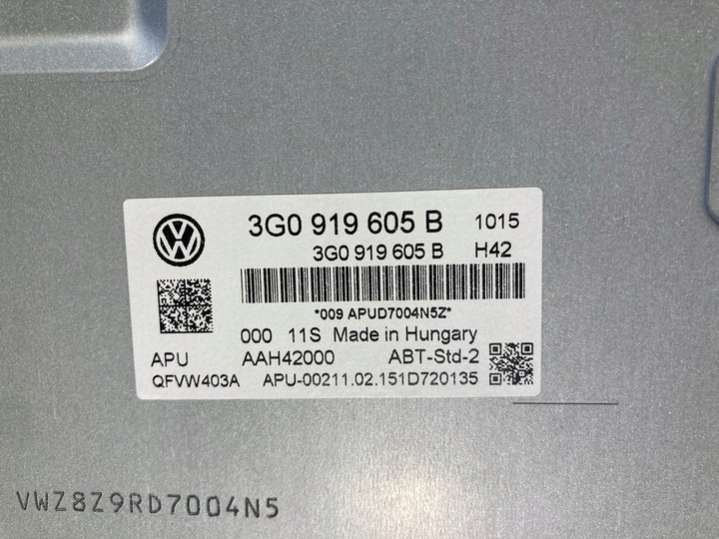 3G0 919 605 B 1015
3G0 919 605 B H42
*009 APUD7004N5Z*
000 11S Made in Hungary
APU AAH42000 ABT-Std-2
QFVW403A APU-00211.02.151D720135
VWZ8Z9RD7004N5